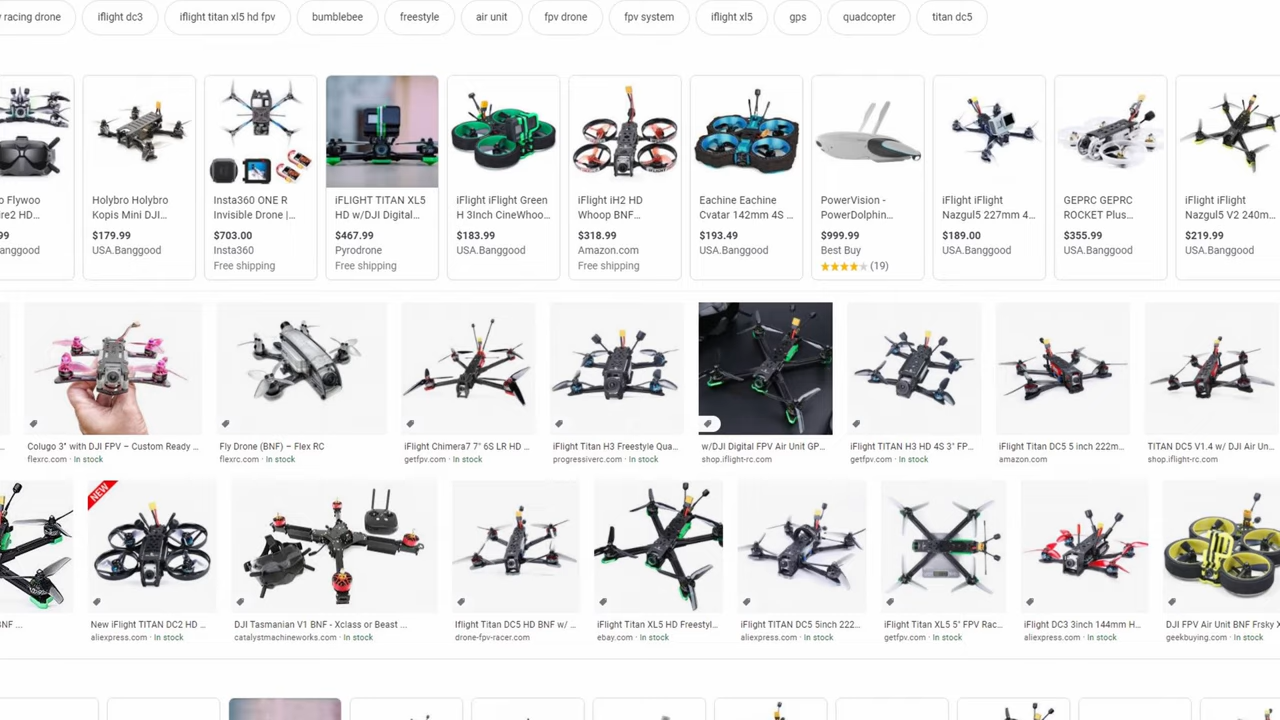 racing drone
iflight dc3
iflight titan xl5 hd fpv
bumblebee
freestyle
air unit
fpv drone
fpv system
iflight xl5
gps
quadcopter
titan dc5
o Flywoo
re2 HD...
99
anggood
Holybro Holybro
Kopis Mini DJI...
$179.99
USA.Banggood
Insta360 ONE R
Invisible Drone |...
$703.00
Insta360
Free shipping
iFLIGHT TITAN XL5
HD w/DJI Digital...
$467.99
Pyrodrone
Free shipping
iFlight iFlight Green
H 3Inch CineWhoo...
$183.99
USA.Banggood
iFlight iH2 HD
Whoop BNF...
$318.99
Amazon.com
Free shipping
Eachine Eachine
Cvatar 142mm 4S ...
$193.49
USA.Banggood
PowerVision -
PowerDolphin...
$999.99
Best Buy
(19)
iFlight iFlight
Nazgul5 227mm 4...
$189.00
USA.Banggood
GEPRC GEPRC
ROCKET Plus...
$355.99
USA.Banggood
iFlight iFlight
Nazgul5 V2 240m...
$219.99
USA.Banggood
Colugo 3" with DJI FPV – Custom Ready ...
flexrc.com · In stock
Fly Drone (BNF) – Flex RC
flexrc.com · In stock
iFlight Chimera7 7" 6S LR HD ...
getfpv.com · In stock
iFlight Titan H3 Freestyle Qua...
progressiverc.com · In stock
w/DJI Digital FPV Air Unit GP...
shop.iflight-rc.com
iFlight TITAN H3 HD 4S 3" FP...
getfpv.com · In stock
iFlight Titan DC5 5 inch 222m...
amazon.com
TITAN DC5 V1.4 w/ DJI Air Un...
shop.iflight-rc.com
BNF ...
NEW
New iFlight TITAN DC2 HD ...
aliexpress.com · In stock
DJI Tasmanian V1 BNF - Xclass or Beast ...
catalystmachineworks.com · In stock
Iflight Titan DC5 HD BNF w/ ...
drone-fpv-racer.com
iFlight Titan XL5 HD Freestyl...
ebay.com · In stock
iFlight TITAN DC5 5inch 222...
aliexpress.com · In stock
iFlight Titan XL5 5" FPV Rac...
getfpv.com · In stock
iFlight DC3 3inch 144mm H...
aliexpress.com · In stock
DJI FPV Air Unit BNF Frsky X
geekbuying.com · In stock